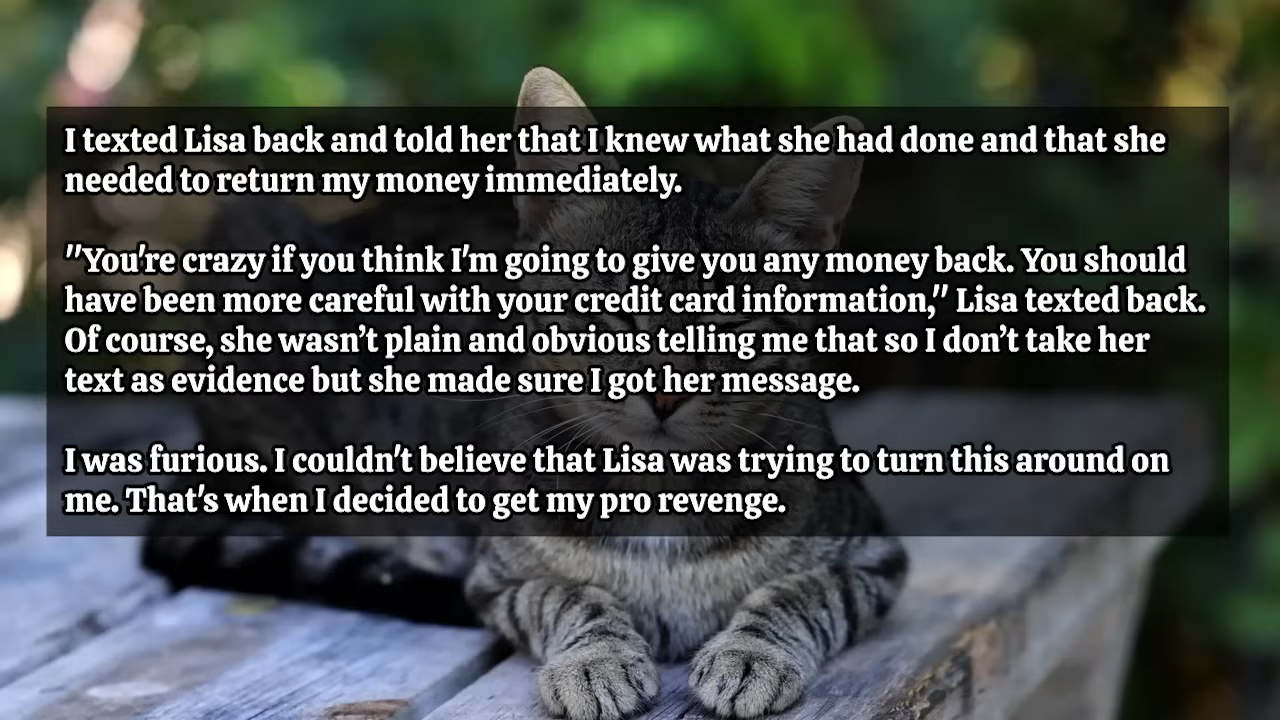 I texted Lisa back and told her that I knew what she had done and that she
needed to return my money immediately.
"You're crazy if you think I'm going to give you any money back. You should
have been more careful with your credit card information," Lisa texted back.
Of course, she wasn’t plain and obvious telling me that so I don’t take her
text as evidence but she made sure I got her message.
I was furious. I couldn't believe that Lisa was trying to turn this around on
me. That's when I decided to get my pro revenge.